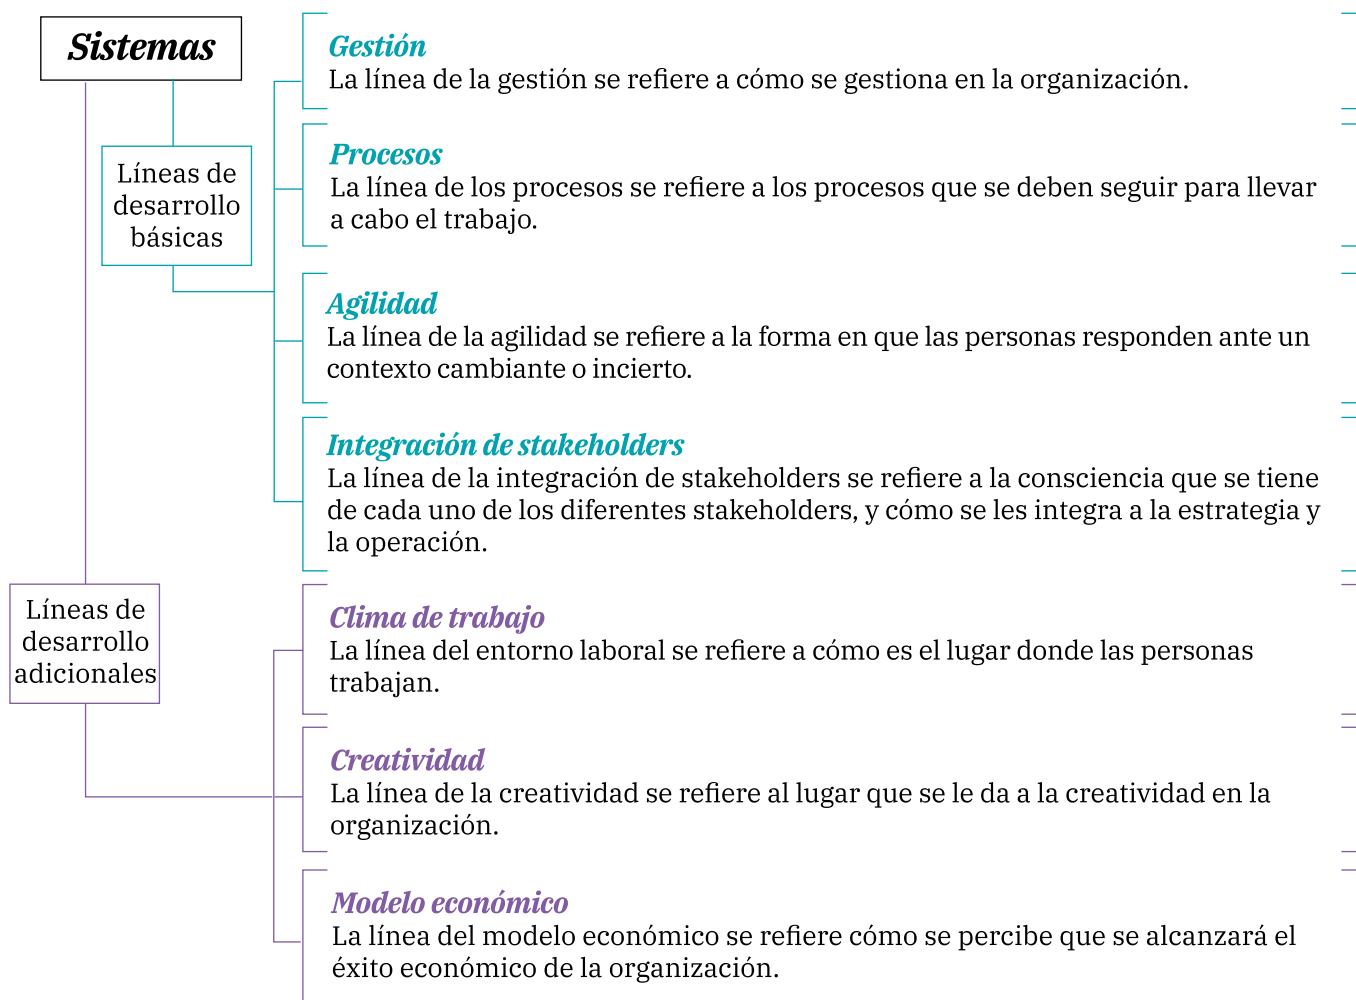 Sistemas
Líneas de
desarrollo
básicas
Gestión
La línea de la gestión se refiere a cómo se gestiona en la organización.
Procesos
La línea de los procesos se refiere a los procesos que se deben seguir para llevar
a cabo el trabajo.
Agilidad
La línea de la agilidad se refiere a la forma en que las personas responden ante un
contexto cambiante o incierto.
Integración de stakeholders
La línea de la integración de stakeholders se refiere a la consciencia que se tiene
de cada uno de los diferentes stakeholders, y cómo se les integra a la estrategia y
la operación.
Líneas de
desarrollo
adicionales
Clima de trabajo
La línea del entorno laboral se refiere a cómo es el lugar donde las personas
trabajan.
Creatividad
La línea de la creatividad se refiere al lugar que se le da a la creatividad en la
organización.
Modelo económico
La línea del modelo económico se refiere cómo se percibe que se alcanzará el
éxito económico de la organización.